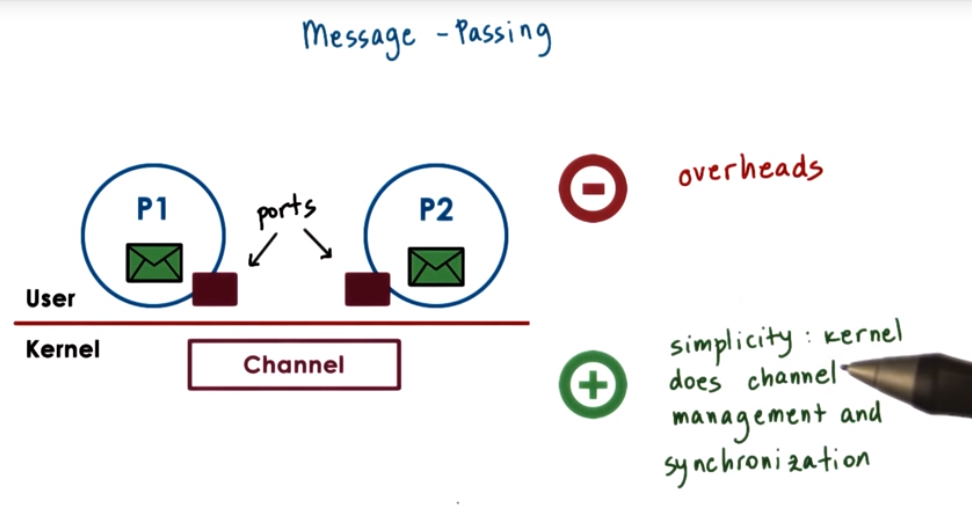 Message - Passing
P1
ports
P2
User
Kernel
Channel
overheads
simplicity : kernel
does channel
management and
synchronization